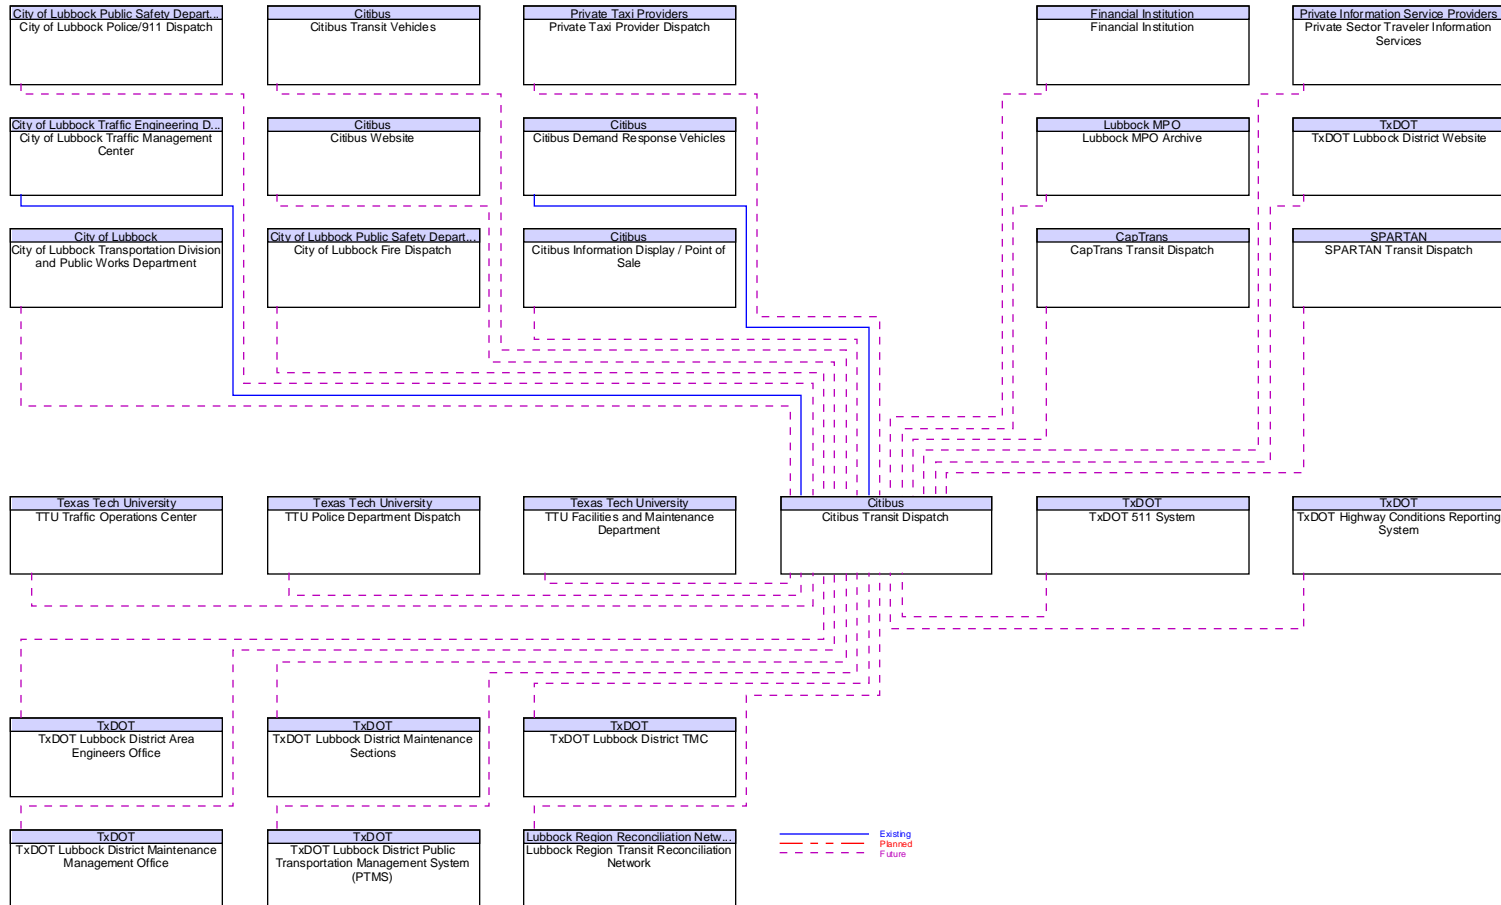 City of Lubbock Public Safety Depart...
City of Lubbock Police/911 Dispatch
Citibus
Citibus Transit Vehicles
Private Taxi Providers
Private Taxi Provider Dispatch
Financial Institution
Financial Institution
Private Information Service Providers
Private Sector Traveler Information
Services
City of Lubbock Traffic Engineering D...
City of Lubbock Traffic Management
Center
Citibus
Citibus Website
Citibus
Citibus Demand Response Vehicles
Lubbock MPO
Lubbock MPO Archive
TxDOT
TxDOT Lubbock District Website
City of Lubbock
City of Lubbock Transportation Division
and Public Works Department
City of Lubbock Public Safety Depart...
City of Lubbock Fire Dispatch
Citibus
Citibus Information Display / Point of
Sale
CapTrans
CapTrans Transit Dispatch
SPARTAN
SPARTAN Transit Dispatch
Texas Tech University
TTU Traffic Operations Center
Texas Tech University
TTU Police Department Dispatch
Texas Tech University
TTU Facilities and Maintenance
Department
Citibus
Citibus Transit Dispatch
TxDOT
TxDOT 511 System
TxDOT
TxDOT Highway Conditions Reporting
System
TxDOT
TxDOT Lubbock District Area
Engineers Office
TxDOT
TxDOT Lubbock District Maintenance
Sections
TxDOT
TxDOT Lubbock District TMC
TxDOT
TxDOT Lubbock District Maintenance
Management Office
TxDOT
TxDOT Lubbock District Public
Transportation Management System
(PTMS)
Lubbock Region Reconciliation Netw...
Lubbock Region Transit Reconciliation
Network
Existing
Planned
Future